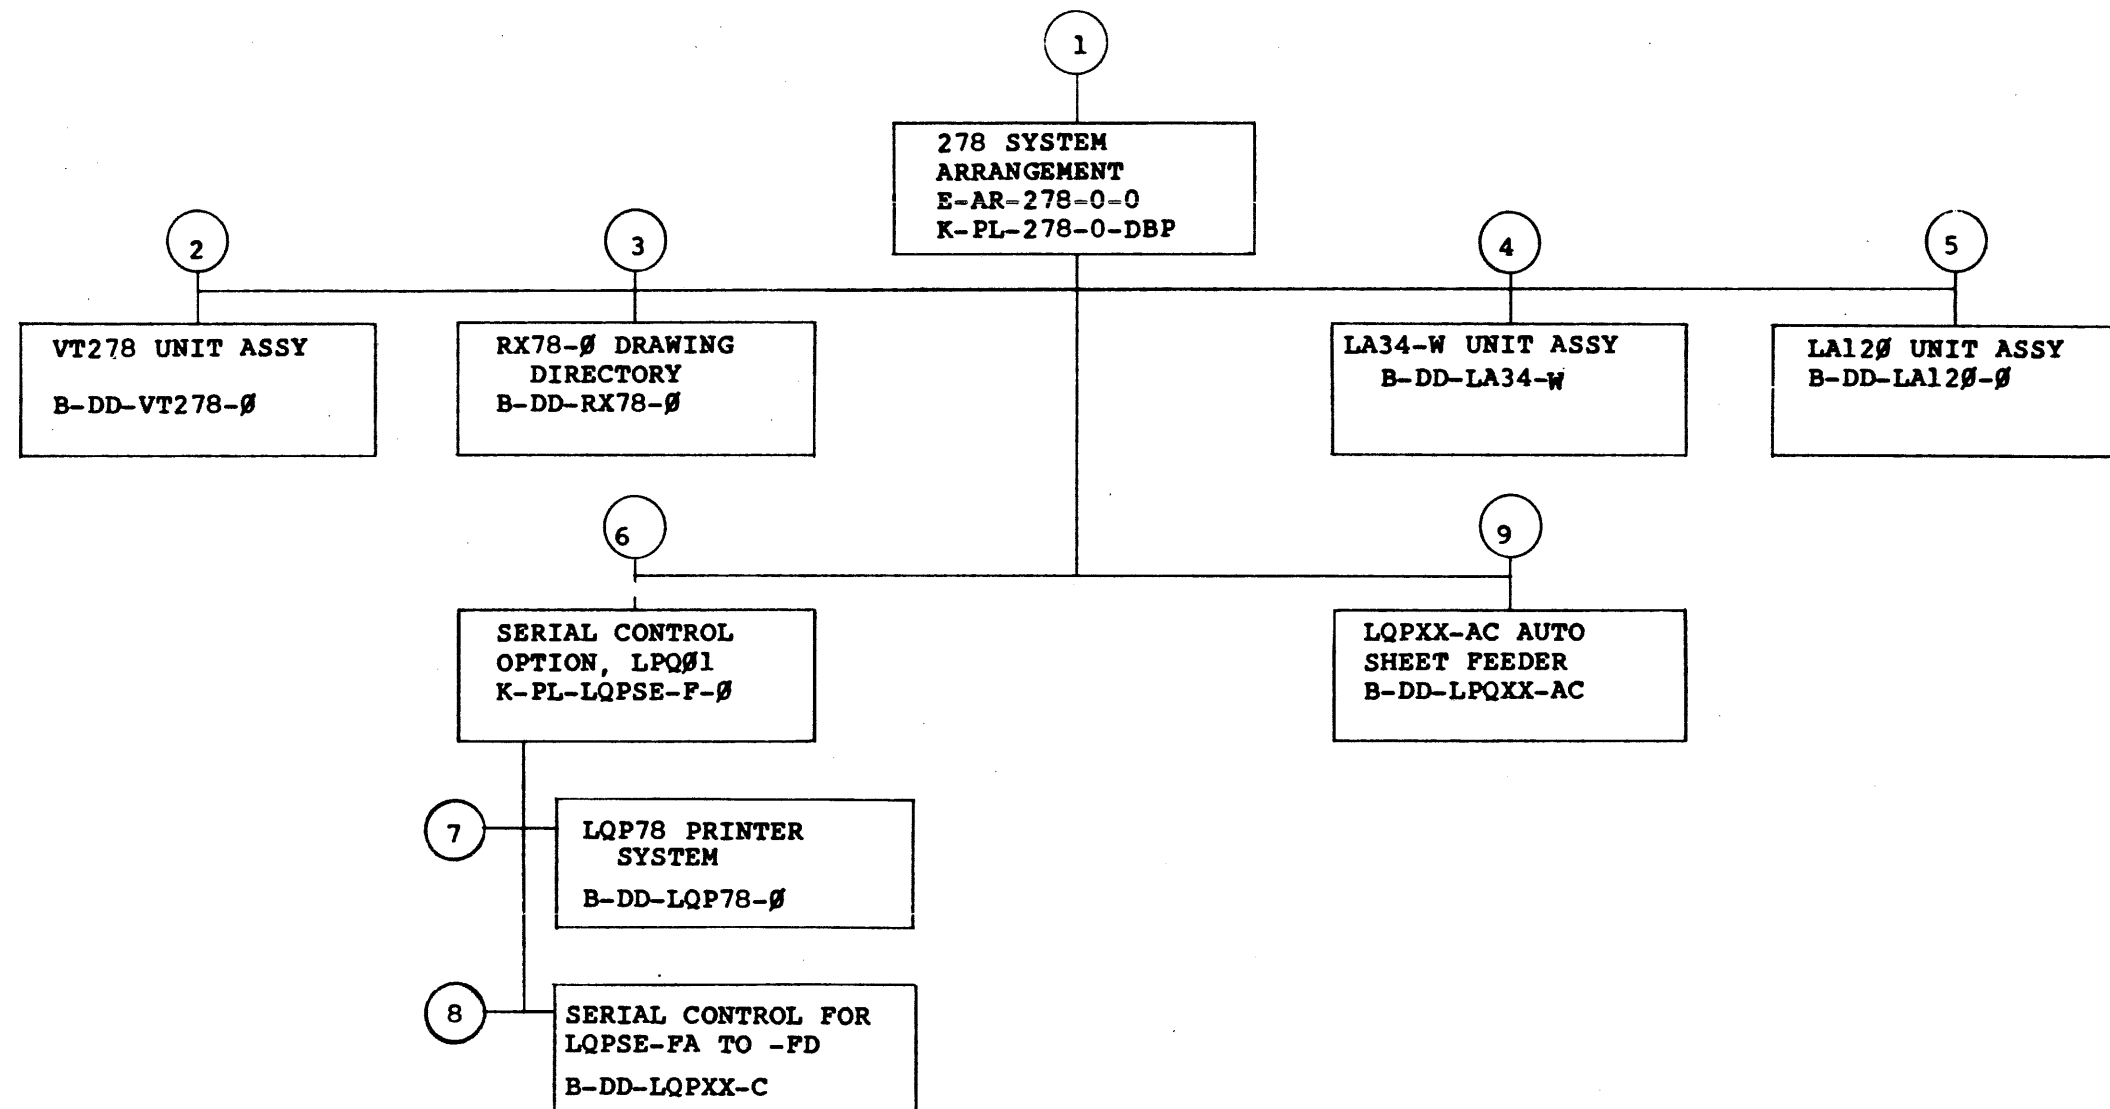 1
278 SYSTEM
ARRANGEMENT
E-AR-278-0-0
K-PL-278-0-DBP
2
3
4
5
VT278 UNIT ASSY
B-DD-VT278-Ø
RX78-Ø DRAWING
DIRECTORY
B-DD-RX78-Ø
LA34-W UNIT ASSY
B-DD-LA34-W
LA12Ø UNIT ASSY
B-DD-LA12Ø-Ø
6
9
SERIAL CONTROL
OPTION, LPQØ1
K-PL-LQPSE-F-Ø
LQPXX-AC AUTO
SHEET FEEDER
B-DD-LPQXX-AC
7
LQP78 PRINTER
SYSTEM
B-DD-LQP78-Ø
8
SERIAL CONTROL FOR
LQPSE-FA TO -FD
B-DD-LQPXX-C